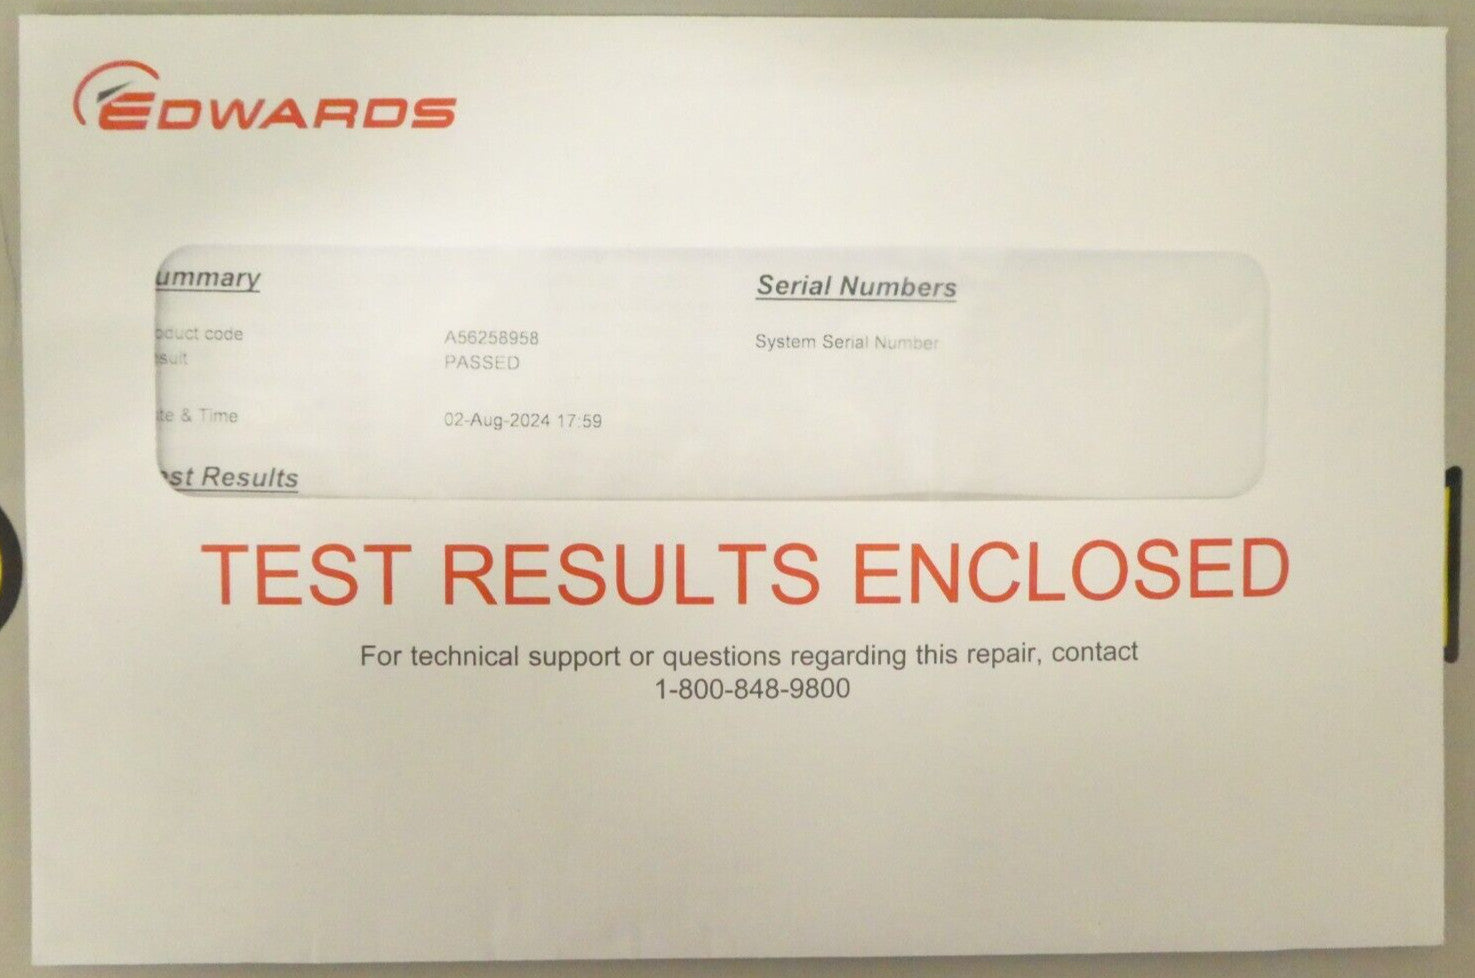 EDWARDS
ummary
Serial Numbers
oduct code A56258958
System Serial Number
sult PASSED
te & Time 02-Aug-2024 17:59
st Results
TEST RESULTS ENCLOSED
For technical support or questions regarding this repair, contact
1-800-848-9800